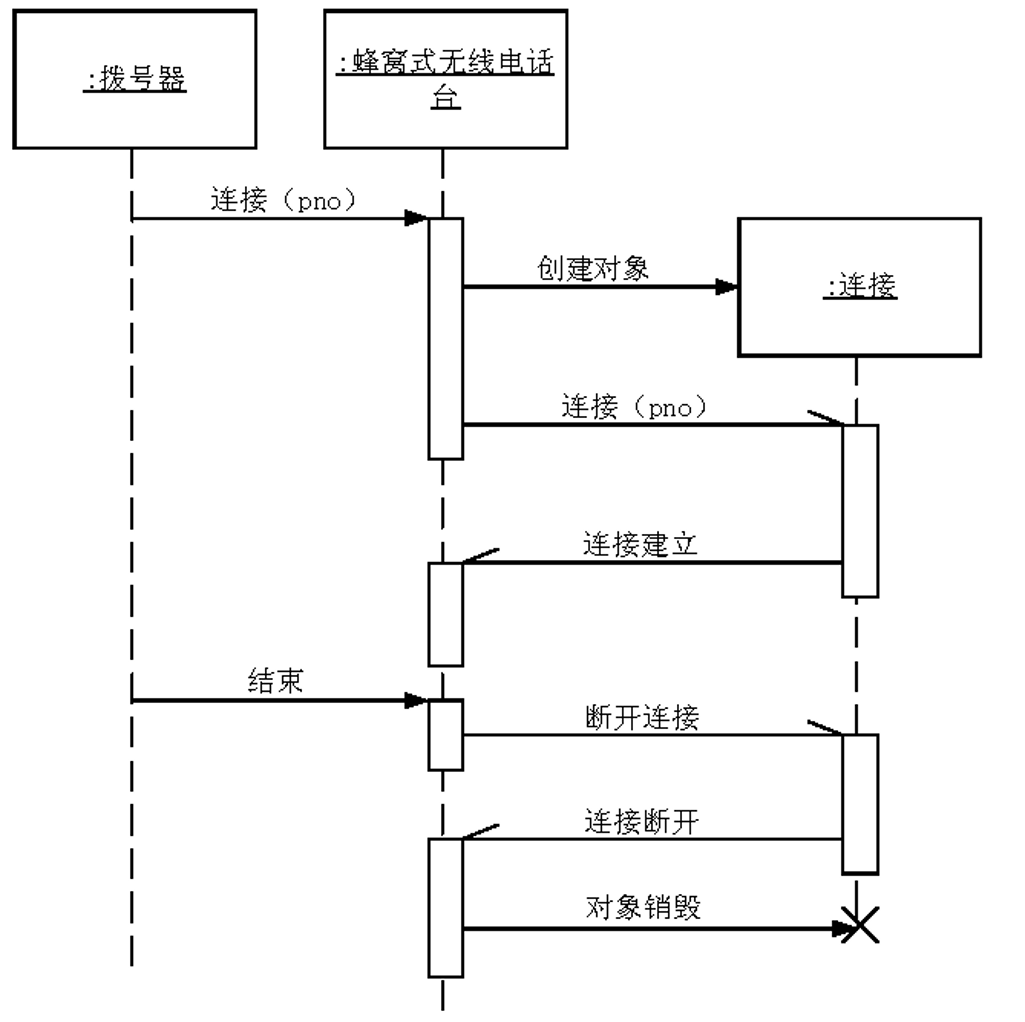 :拨号器
:蜂窝式无线电话
台
连接（pno）
创建对象
:连接
连接（pno）
连接建立
结束
断开连接
连接断开
对象销毁